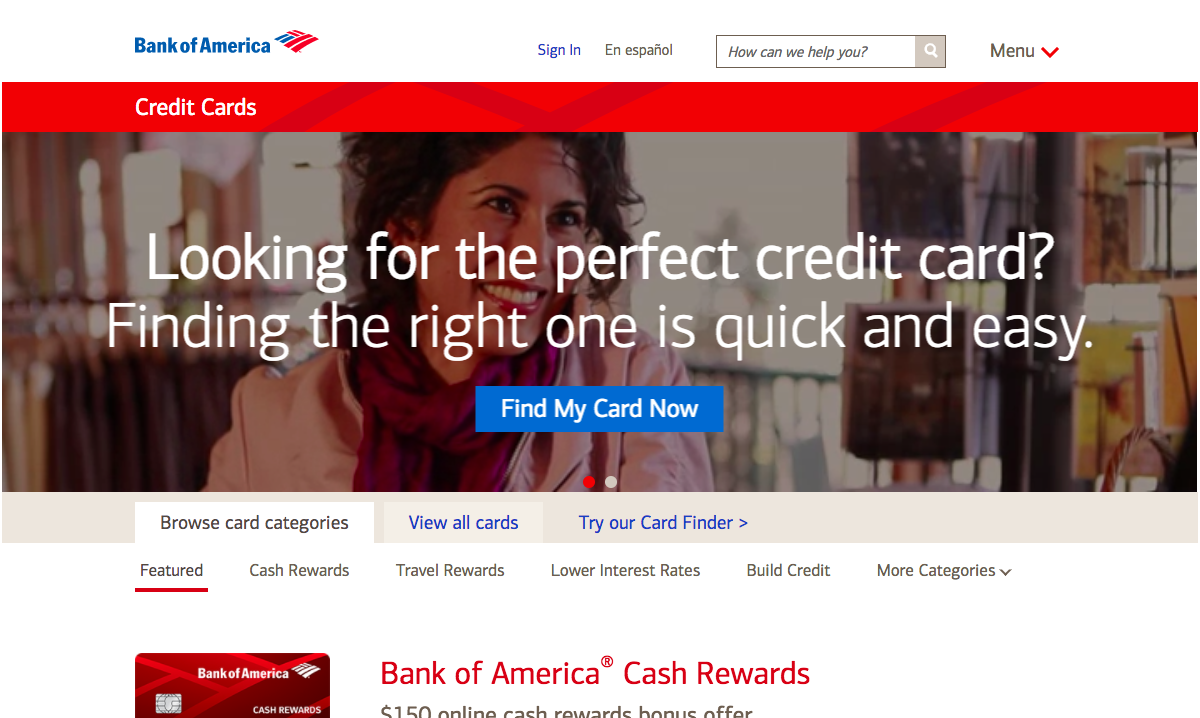 Bank of America
Sign In
En español
How can we help you?
Menu
Credit Cards
Looking for the perfect credit card?
Finding the right one is quick and easy.
Find My Card Now
Browse card categories
View all cards
Try our Card Finder >
Featured
Cash Rewards
Travel Rewards
Lower Interest Rates
Build Credit
More Categories
Bank of America
CASH REWARDS
Bank of America® Cash Rewards
$150 online cash rewards bonus offer